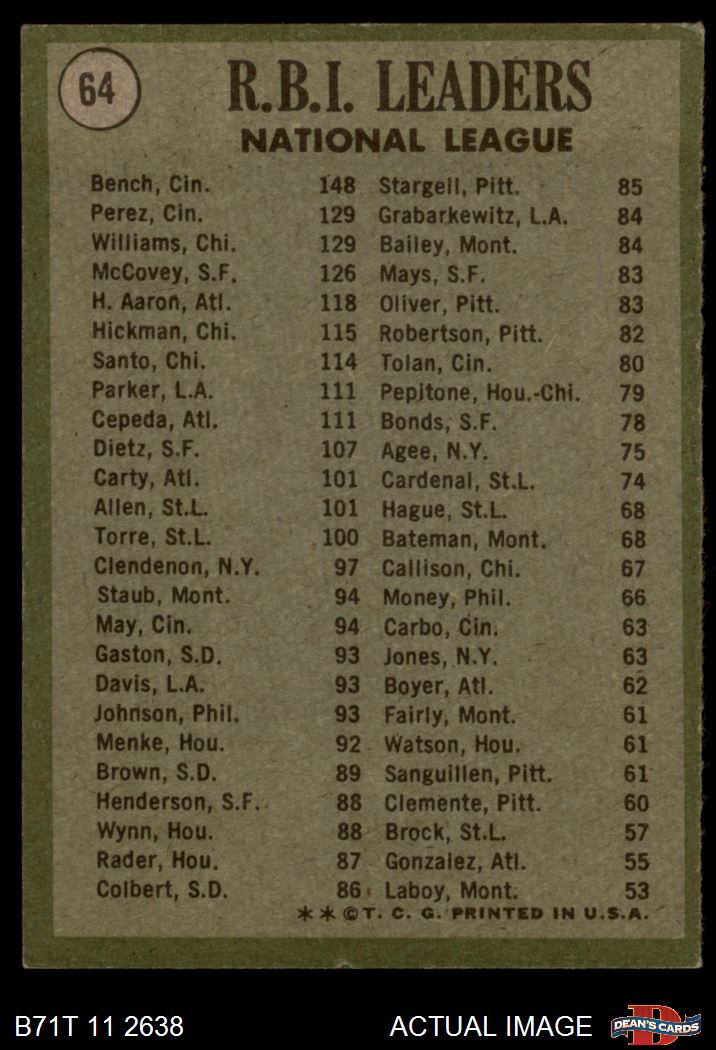 64
R.B.I. LEADERS
NATIONAL LEAGUE
Bench, Cin. 148 Stargell, Pitt. 85
Perez, Cin. 129 Grabarkewitz, L.A. 84
Williams, Chi. 129 Bailey, Mont. 84
McCovey, S.F. 126 Mays, S.F. 83
H. Aaron, Atl. 118 Oliver, Pitt. 83
Hickman, Chi. 115 Robertson, Pitt. 82
Santo, Chi. 114 Tolan, Cin. 80
Parker, L.A. 111 Pepitone, Hou.-Chi. 79
Cepeda, Atl. 111 Bonds, S.F. 78
Dietz, S.F. 107 Agee, N.Y. 75
Carty, Atl. 101 Cardenal, St.L. 74
Allen, St.L. 101 Hague, St.L. 68
Torre, St.L. 100 Bateman, Mont. 68
Clendenon, N.Y. 97 Callison, Chi. 67
Staub, Mont. 94 Money, Phil. 66
May, Cin. 94 Carbo, Cin. 63
Gaston, S.D. 93 Jones, N.Y. 63
Davis, L.A. 93 Boyer, Atl. 62
Johnson, Phil. 93 Fairly, Mont. 61
Menke, Hou. 92 Watson, Hou. 61
Brown, S.D. 89 Sanguillen, Pitt. 61
Henderson, S.F. 88 Clemente, Pitt. 60
Wynn, Hou. 88 Brock, St.L. 57
Rader, Hou. 87 Gonzalez, Atl. 55
Colbert, S.D. 86 Laboy, Mont. 53
**©T. C. G. PRINTED IN U.S.A.
B71T 11 2638 ACTUAL IMAGE
DEAN'S CARDS